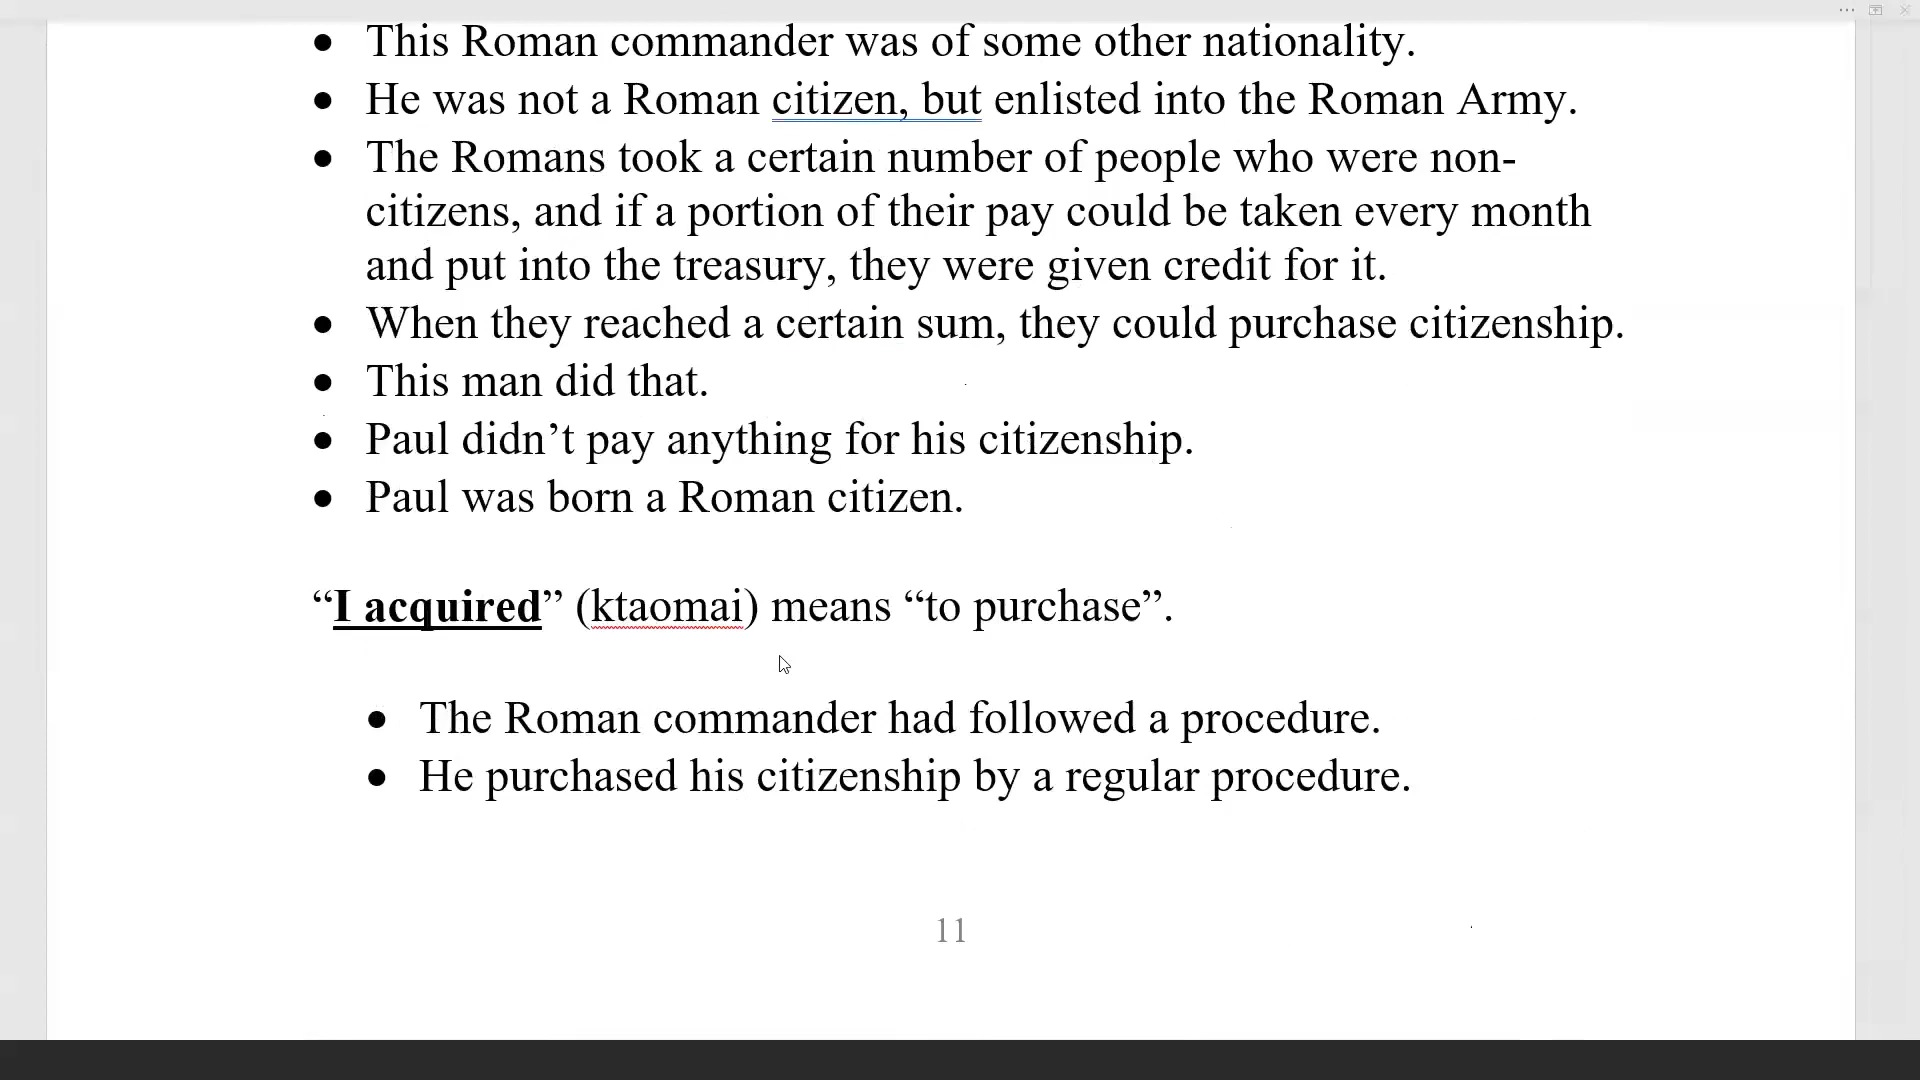 • This Roman commander was of some other nationality.
• He was not a Roman citizen, but enlisted into the Roman Army.
• The Romans took a certain number of people who were non-
citizens, and if a portion of their pay could be taken every month
and put into the treasury, they were given credit for it.
• When they reached a certain sum, they could purchase citizenship.
• This man did that.
• Paul didn’t pay anything for his citizenship.
• Paul was born a Roman citizen.
“I acquired” (ktaomai) means “to purchase”.
• The Roman commander had followed a procedure.
• He purchased his citizenship by a regular procedure.
11